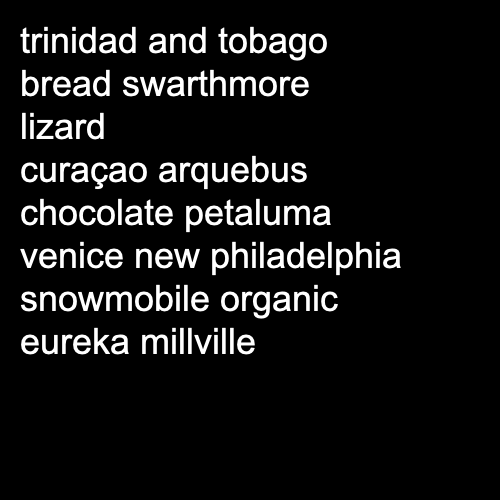 trinidad and tobago
bread swarthmore
lizard
curaçao arquebus
chocolate petaluma
venice new philadelphia
snowmobile organic
eureka millville